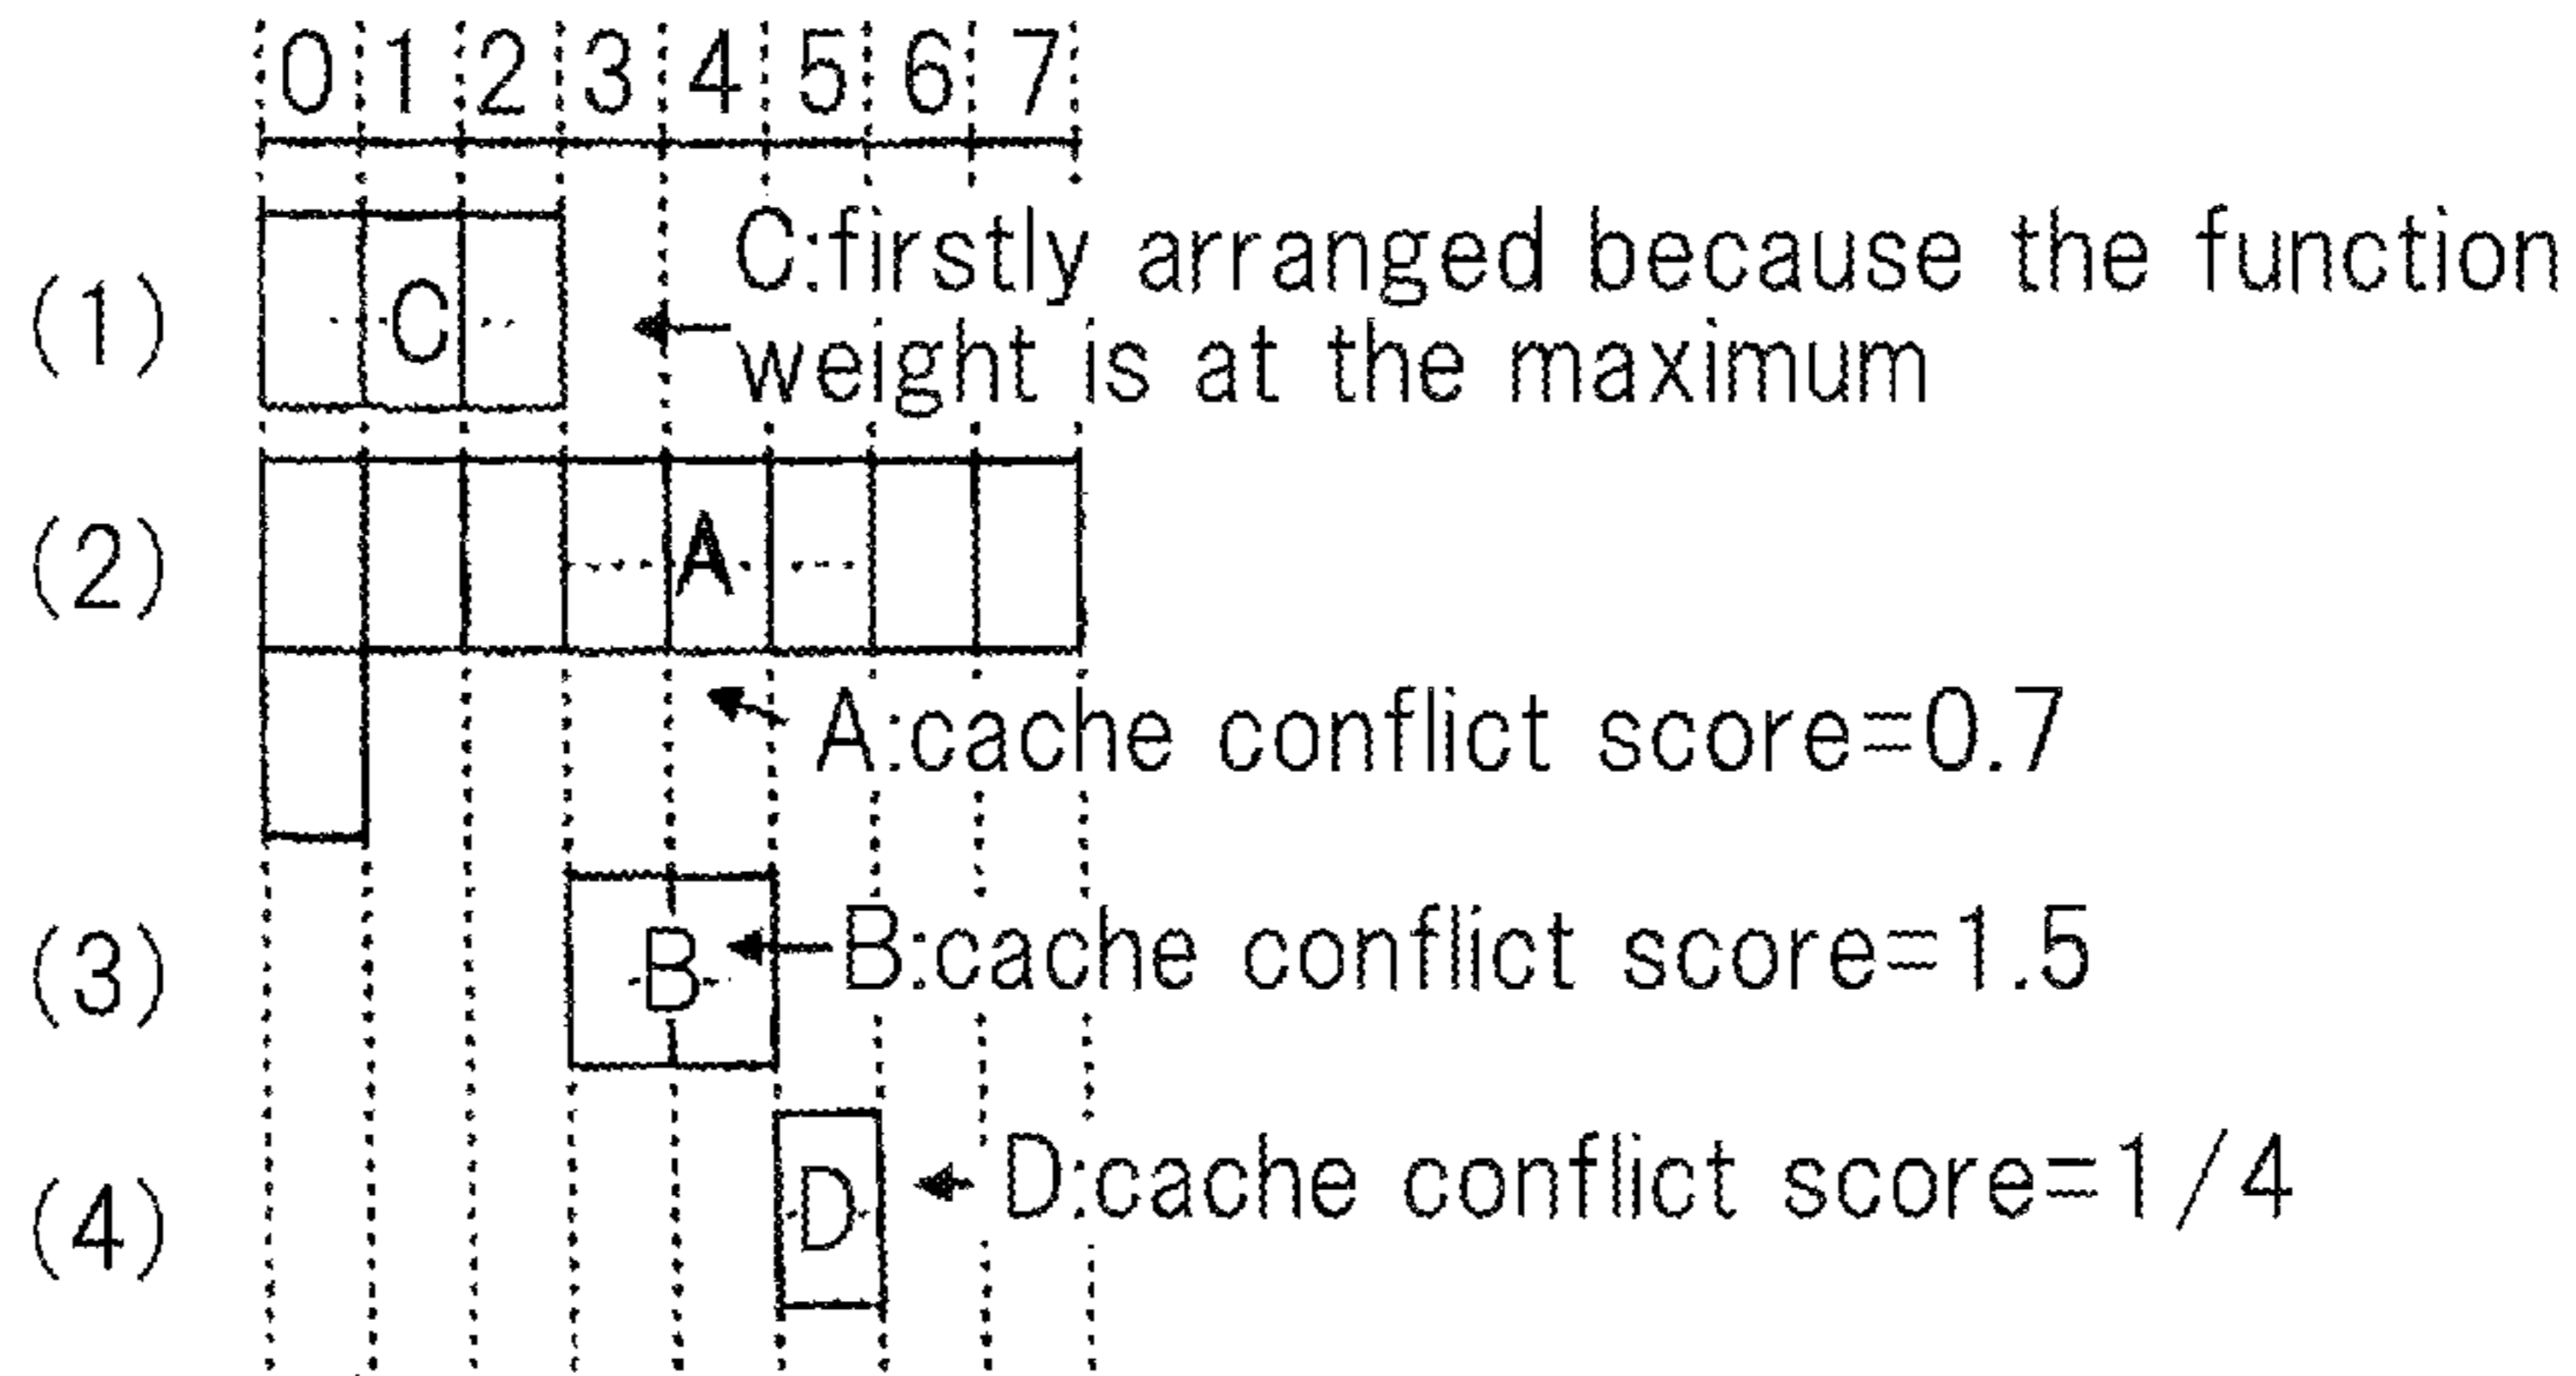 0 1 2 3 4 5 6 7
(1) C C:firstly arranged because the function
weight is at the maximum
(2) A
A:cache conflict score=0.7
(3) B B:cache conflict score=1.5
(4) D D:cache conflict score=1/4